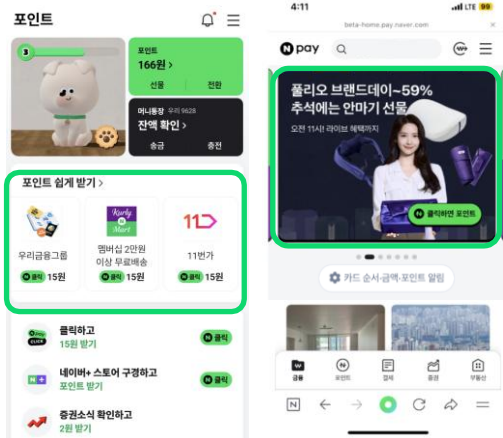 포인트
3
포인트
166원 >
선물
전환
머니통장 우리 9628
잔액 확인 >
송금
충전
포인트 쉽게 받기 >
우리금융그룹
N 클릭 15원
Kurly
N
Mart
멤버십 2만원
이상 무료배송
N 클릭 15원
11
11번가
N 클릭 15원
CLICK
클릭하고
15원 받기
N 클릭
N +
네이버+ 스토어 구경하고
포인트 받기
N 클릭
증권소식 확인하고
2원 받기
4:11
LTE 99
beta-home.pay.naver.com
×
N pay
풀리오 브랜드데이~59%
추석에는 안마기 선물
오전 11시! 라이브 혜택까지
N 클릭하면 포인트
카드 순서·금액·포인트 알림
금융
포인트
결제
증권
부동산
N